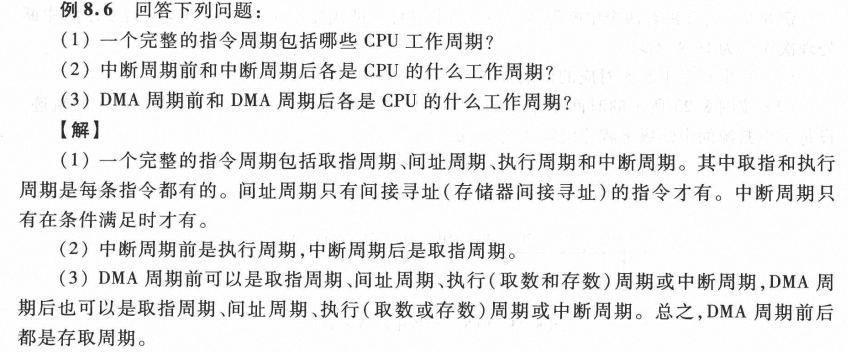 例 8.6 回答下列问题：
（1）一个完整的指令周期包括哪些 CPU 工作周期？
（2）中断周期前和中断周期后各是 CPU 的什么工作周期？
（3）DMA 周期前和 DMA 周期后各是 CPU 的什么工作周期？
【解】
（1）一个完整的指令周期包括取指周期、间址周期、执行周期和中断周期。其中取指和执行
周期是每条指令都有的。间址周期只有间接寻址（存储器间接寻址）的指令才有。中断周期只
有在条件满足时才有。
（2）中断周期前是执行周期，中断周期后是取指周期。
（3）DMA 周期前可以是取指周期、间址周期、执行（取数和存数）周期或中断周期，DMA 周
期后也可以是取指周期、间址周期、执行（取数或存数）周期或中断周期。总之，DMA 周期前后
都是存取周期。